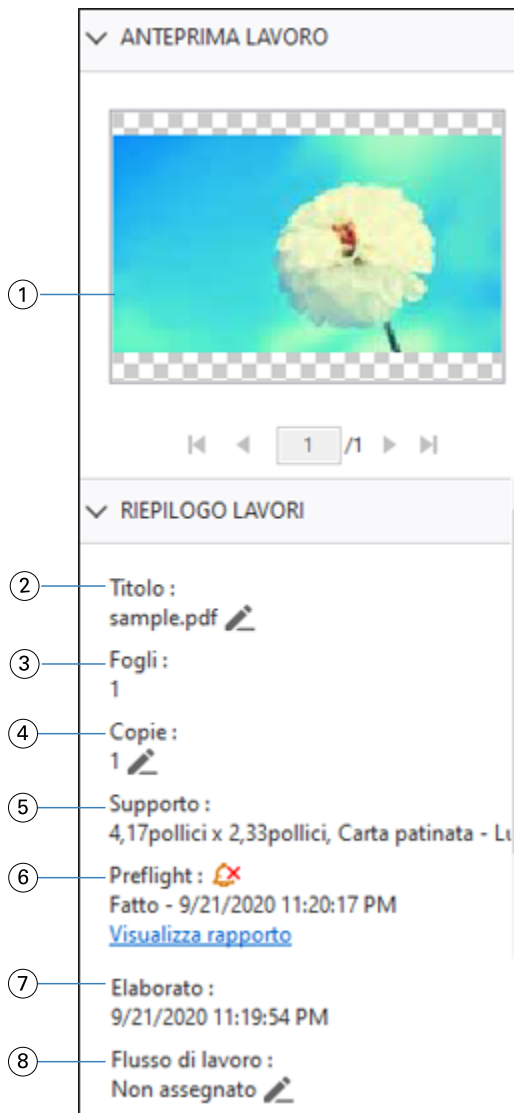 ANTEPRIMA LAVORO
1
1 /1
RIEPILOGO LAVORI
2
Titolo :
sample.pdf
3
Fogli :
1
4
Copie :
1
5
Supporto :
4,17pollici x 2,33pollici, Carta patinata - Lu
6
Preflight :
Fatto - 9/21/2020 11:20:17 PM
Visualizza rapporto
7
Elaborato :
9/21/2020 11:19:54 PM
8
Flusso di lavoro :
Non assegnato